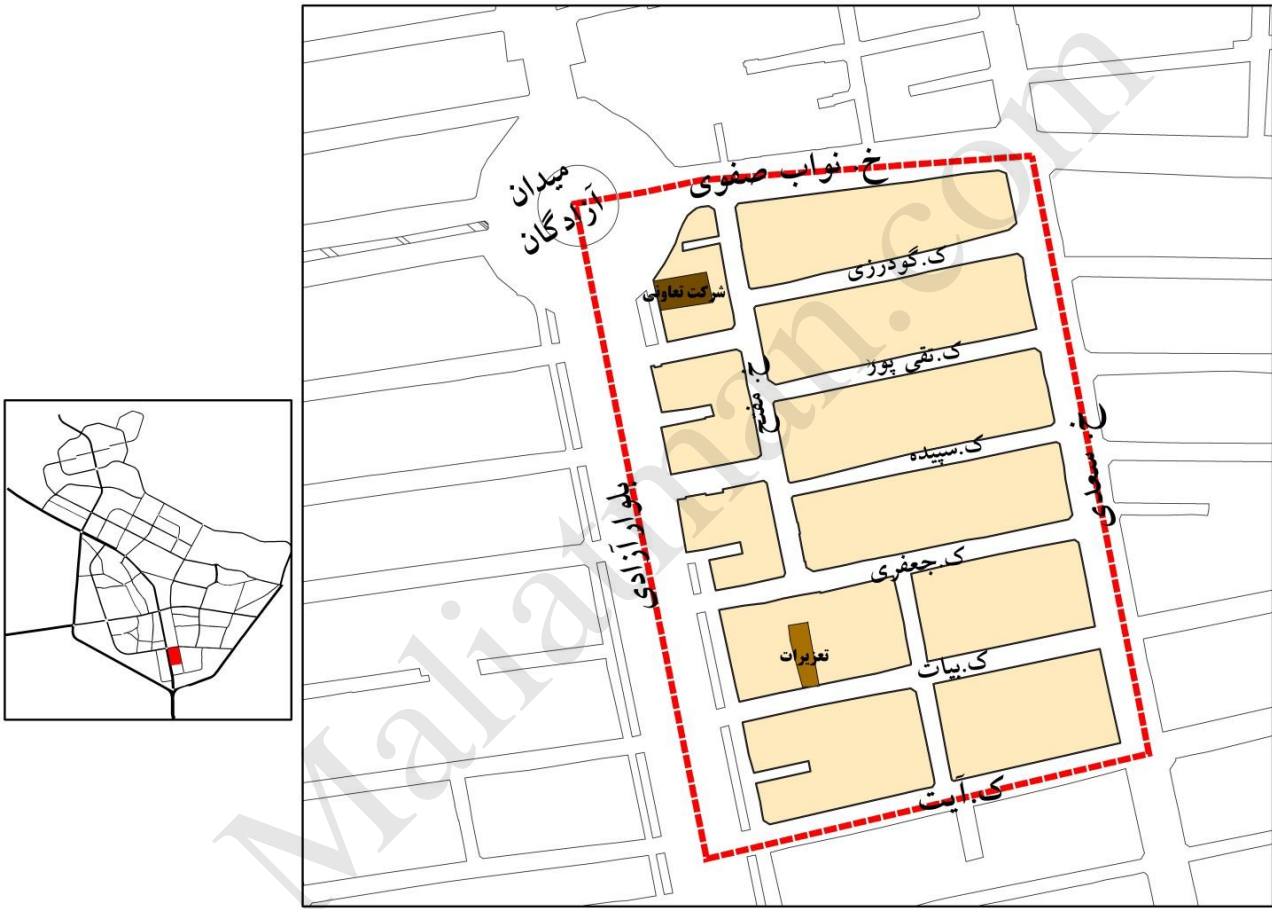 میدان
آزادگان
خ. نواب صفوی
ک.گودرزی
شرکت تعاونی
ک.تقی پور
خ. مفتح
ک.سپیده
خ. سعدی
بلوار آزادی
ک.جعفری
تعزیرات
ک.بیات
ک.آیت
Maliatman.com